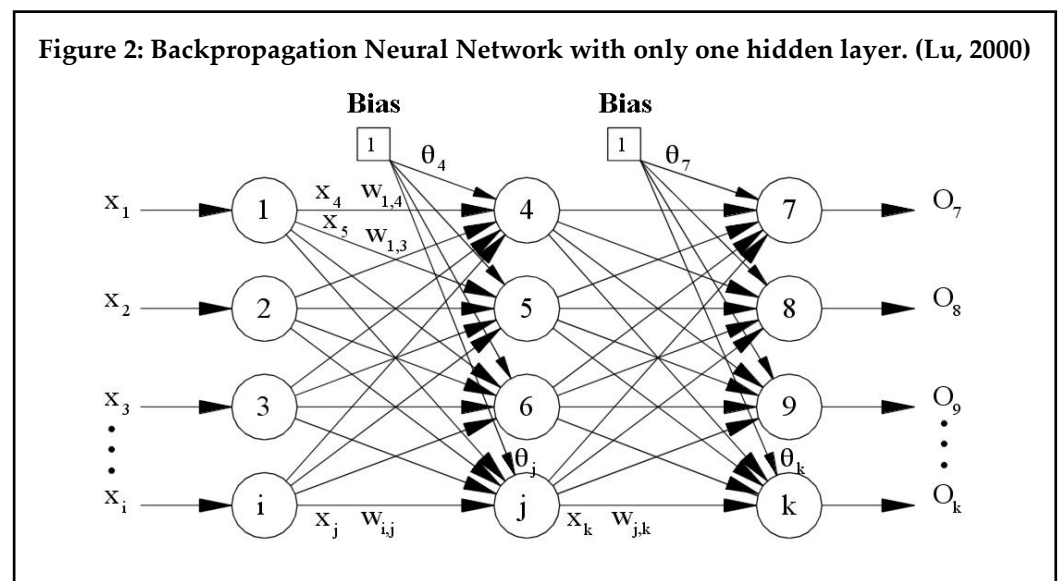 Figure 2: Backpropagation Neural Network with only one hidden layer. (Lu, 2000)
Bias Bias
1 1
θ4 θ7
x1 1 x4 w1,4 4 7 O7
x5 w1,3
x2 2 5 8 O8
x3 3 6 9 O9
θj θk
xi i j k Ok
xj wi,j xk wj,k